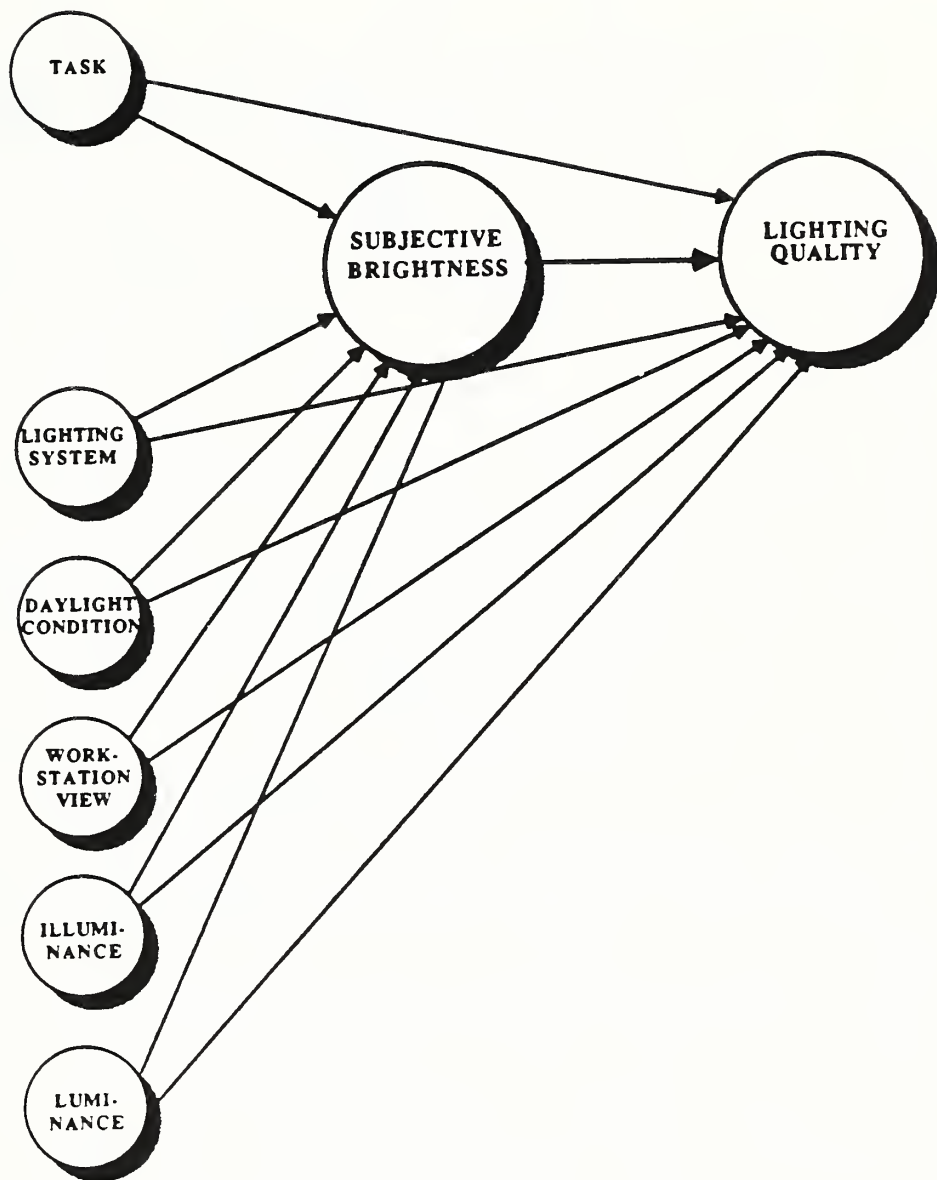 TASK
SUBJECTIVE
BRIGHTNESS
LIGHTING
QUALITY
LIGHTING
SYSTEM
DAYLIGHT
CONDITION
WORK-
STATION
VIEW
ILLUMI-
NANCE
LUMI-
NANCE